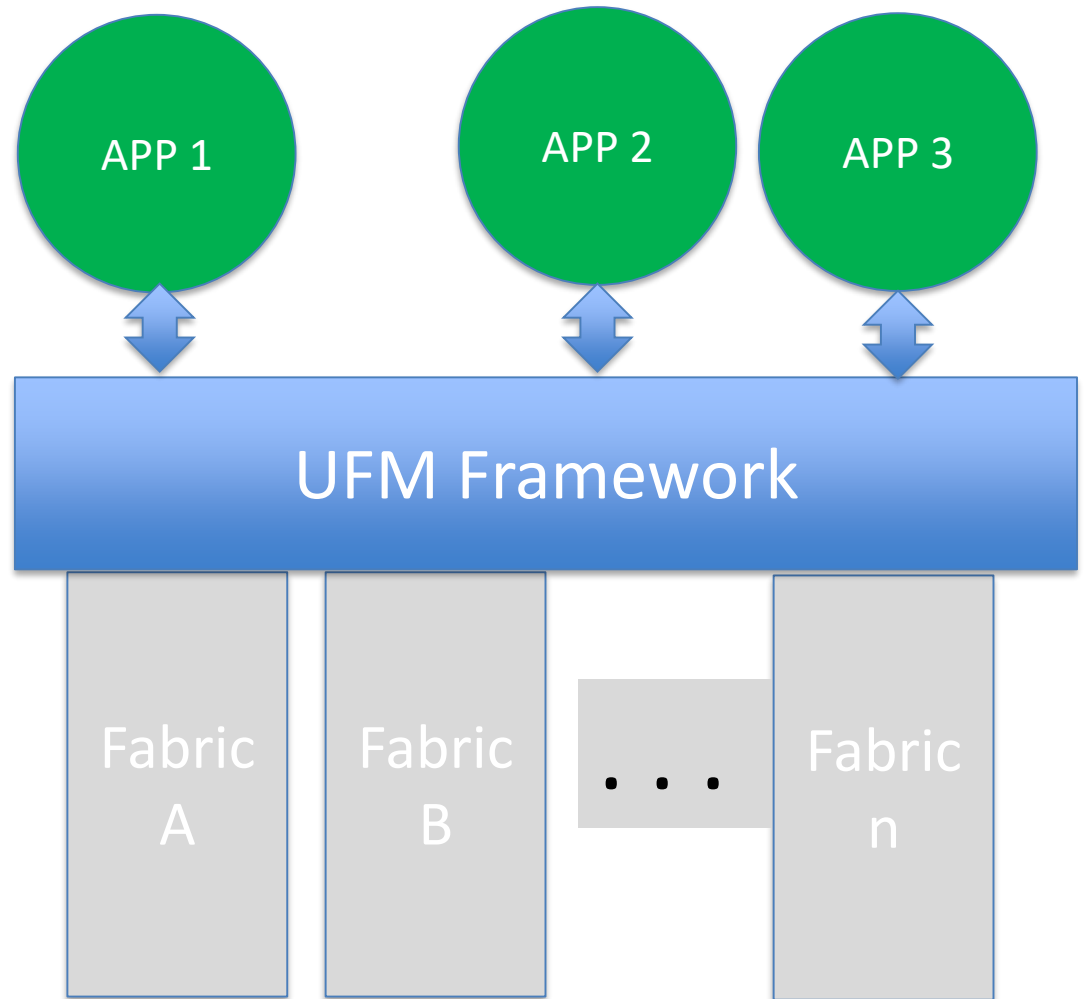 APP 1
APP 2
APP 3
UFM Framework
Fabric
A
Fabric
B
. . .
Fabric
n